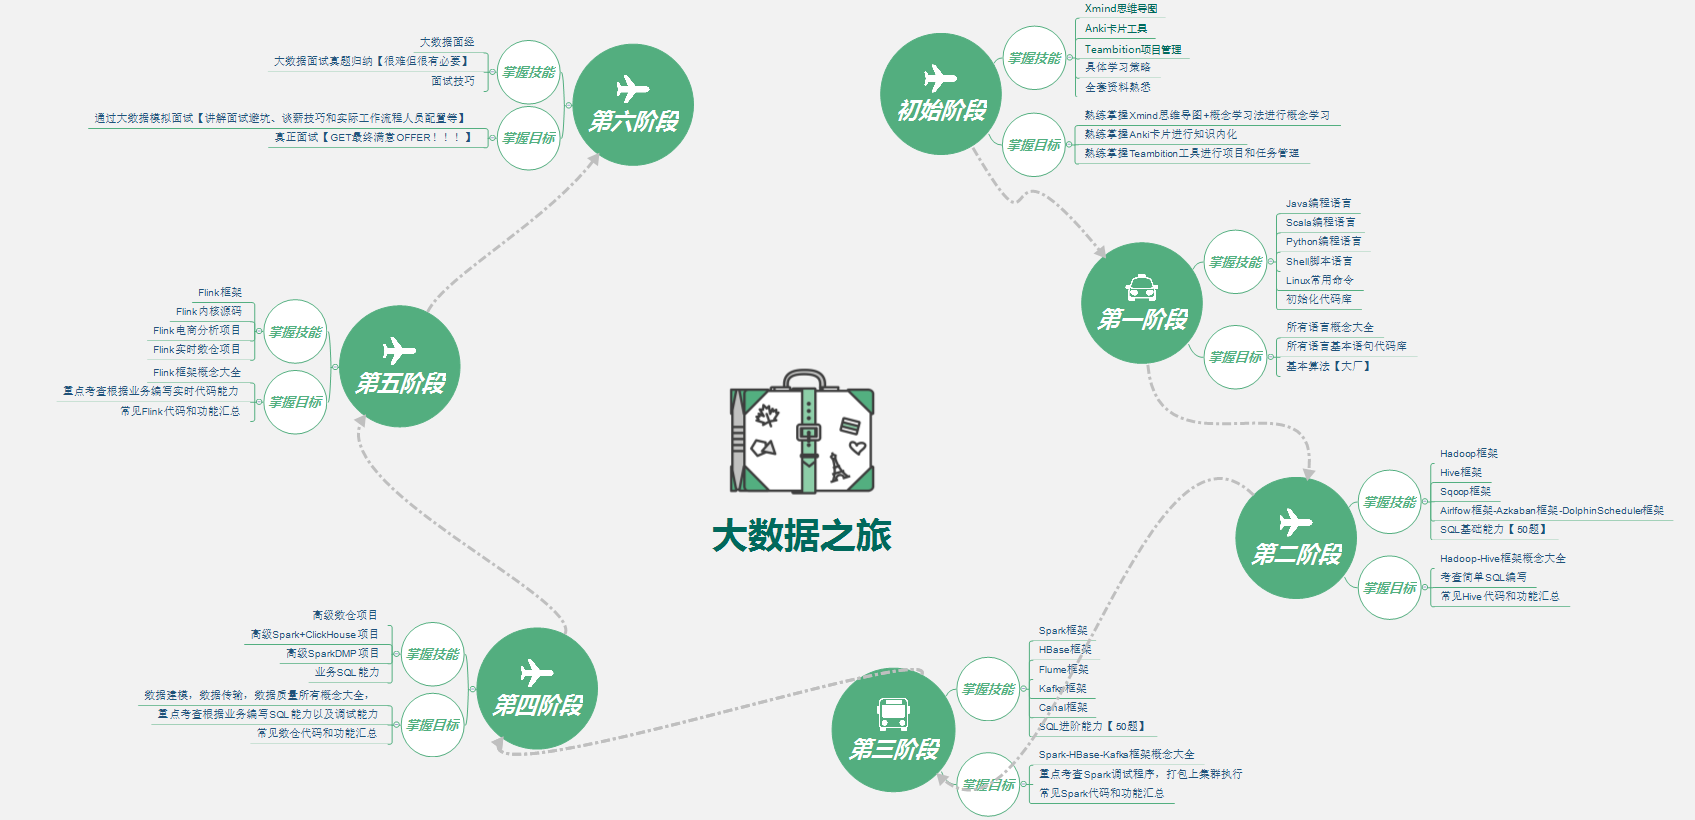 大数据之旅
初始阶段
掌握技能
Xmind思维导图
Anki卡片工具
Teambition项目管理
具体学习策略
全套资料熟悉
掌握目标
熟练掌握Xmind思维导图+概念学习法进行概念学习
熟练掌握Anki卡片进行知识内化
熟练掌握Teambition工具进行项目和任务管理
第一阶段
掌握技能
Java编程语言
Scala编程语言
Python编程语言
Shell脚本语言
Linux常用命令
初始化代码库
掌握目标
所有语言概念大全
所有语言基本语句代码库
基本算法【大厂】
第二阶段
掌握技能
Hadoop框架
Hive框架
Sqoop框架
Airlfow框架-Azkaban框架-DolphinScheduler框架
SQL基础能力【50题】
掌握目标
Hadoop-Hive框架概念大全
考查简单SQL编写
常见Hive代码和功能汇总
第三阶段
掌握技能
Spark框架
HBase框架
Flume框架
Kafka框架
Canal框架
SQL进阶能力【50题】
掌握目标
Spark-HBase-Kafka框架概念大全
重点考查Spark调试程序，打包上集群执行
常见Spark代码和功能汇总
第四阶段
掌握技能
高级数仓项目
高级Spark+ClickHouse项目
高级SparkDMP项目
业务SQL能力
掌握目标
数据建模，数据传输，数据质量所有概念大全，
重点考查根据业务编写SQL能力以及调试能力
常见数仓代码和功能汇总
第五阶段
掌握技能
Flink框架
Flink内核源码
Flink电商分析项目
Flink实时数仓项目
掌握目标
Flink框架概念大全
重点考查根据业务编写实时代码能力
常见Flink代码和功能汇总
第六阶段
掌握技能
大数据面经
大数据面试真题归纳【很难但很有必要】
面试技巧
掌握目标
通过大数据模拟面试【讲解面试避坑、谈薪技巧和实际工作流程人员配置等】
真正面试【GET最终满意OFFER！！！】